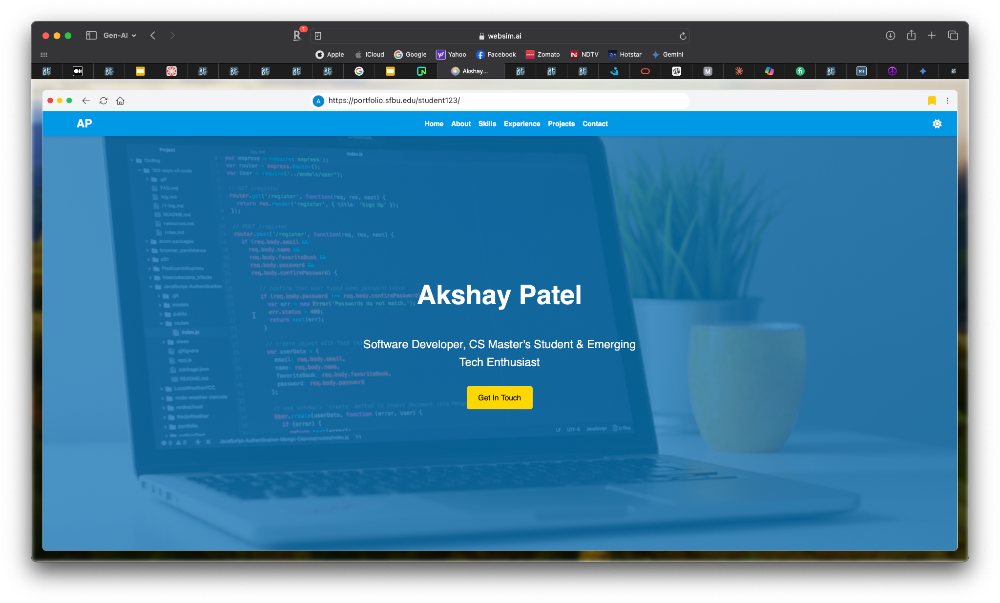 Gen-AI
R 1
websim.ai
Apple iCloud Google Yahoo Facebook Zomato NDTV Hotstar Gemini
Akshay...
M
tds
A https://portfolio.sfbu.edu/student123/
AP
Home About Skills Experience Projects Contact
Project
log.md
index.js
Coding
100-days-of-code
.git
FAQ.md
log.md
r1-log.md
README.md
resources.md
rules.md
atom-packages
browser_persistence
c01
FlashcardsExpress
freecodecamp_tribute
JavaScript-Authentication
.git
models
public
routes
index.js
views
.gitignore
app.js
package.json
README.md
LocalWeatherFCC
node-weather-zipcode
nodeschool
NodeWeather
portfolio
var express = require('express');
var router = express.Router();
var User = require('../models/user');
// GET /register
router.get('/register', function(req, res, next) {
return res.render('register', { title: 'Sign Up' });
});
// POST /register
router.post('/register', function(req, res, next) {
if (req.body.email &&
req.body.name &&
req.body.favoriteBook &&
req.body.password &&
req.body.confirmPassword) {
// confirm that user typed same password twice
if (req.body.password !== req.body.confirmPassword)
var err = new Error('Passwords do not match.');
err.status = 400;
return next(err);
}
// create object with form
var userData = {
email: req.body.email,
name: req.body.name,
favoriteBook: req.body.favoriteBook,
password: req.body.password
};
// use schema's `create` method to insert document into Mongo
User.create(userData, function (error, user) {
if (error) {
return next(error);
JavaScript-Authentication-Mongo-Express/routes/index.js 1:1
LF UTF-8 JavaScript 0 files
Akshay Patel
Software Developer, CS Master's Student & Emerging
Tech Enthusiast
Get In Touch